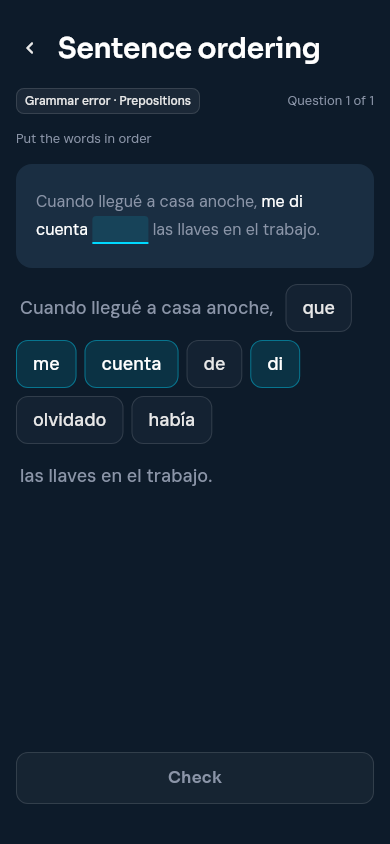 Sentence ordering
Grammar error · Prepositions
Question 1 of 1
Put the words in order
Cuando llegué a casa anoche, me di
cuenta las llaves en el trabajo.
Cuando llegué a casa anoche, que
me cuenta de di
olvidado había
las llaves en el trabajo.
Check